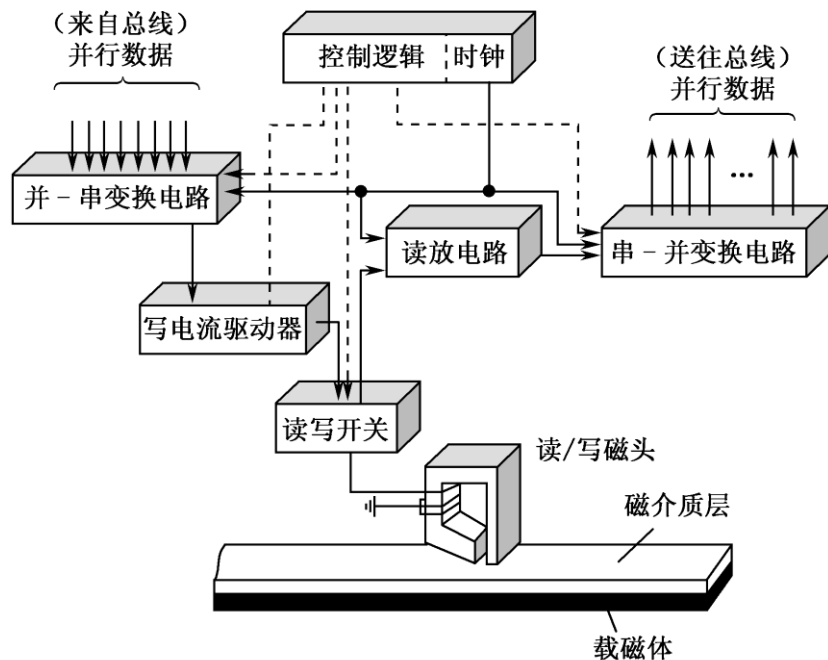 （来自总线）
并行数据
控制逻辑
时钟
（送往总线）
并行数据
并－串变换电路
读放电路
串－并变换电路
写电流驱动器
读写开关
读/写磁头
磁介质层
载磁体